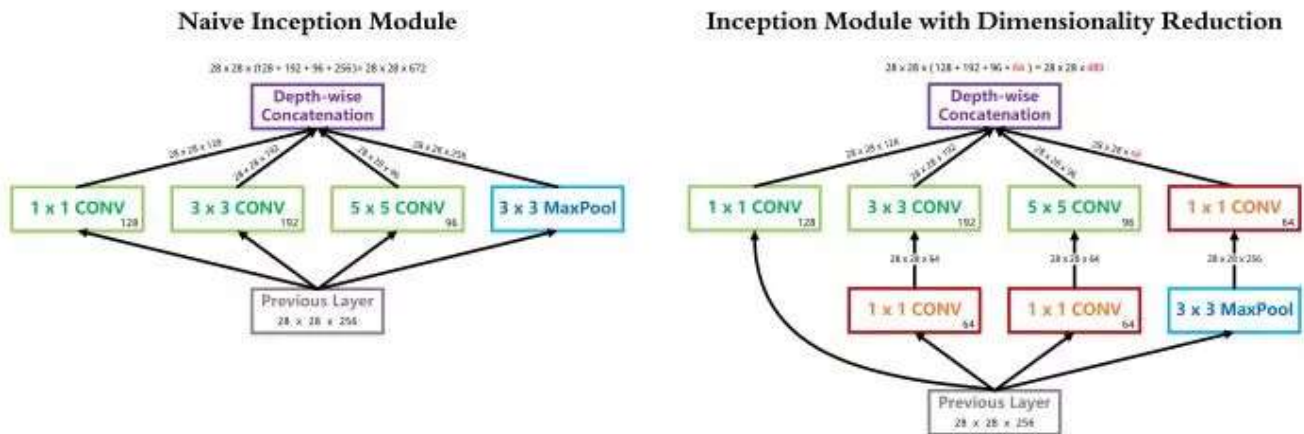 Naive Inception Module
28 x 28 x (128 + 192 + 96 + 256)= 28 x 28 x 672
Depth-wise
Concatenation
28 x 28 x 128
28 x 28 x 192
28 x 28 x 96
28 x 28 x 256
1 x 1 CONV
128
3 x 3 CONV
192
5 x 5 CONV
96
3 x 3 MaxPool
Previous Layer
28 x 28 x 256
Inception Module with Dimensionality Reduction
28 x 28 x ( 128 + 192 + 96 + 64 ) = 28 x 28 x
Depth-wise
Concatenation
28 x 28 x 128
28 x 28 x 192
28 x 28 x 96
28 x 28 x
1 x 1 CONV
128
3 x 3 CONV
192
5 x 5 CONV
96
1 x 1 CONV
64
28 x 28 x 64
28 x 28 x 64
28 x 28 x 256
1 x 1 CONV
64
1 x 1 CONV
64
3 x 3 MaxPool
Previous Layer
28 x 28 x 256